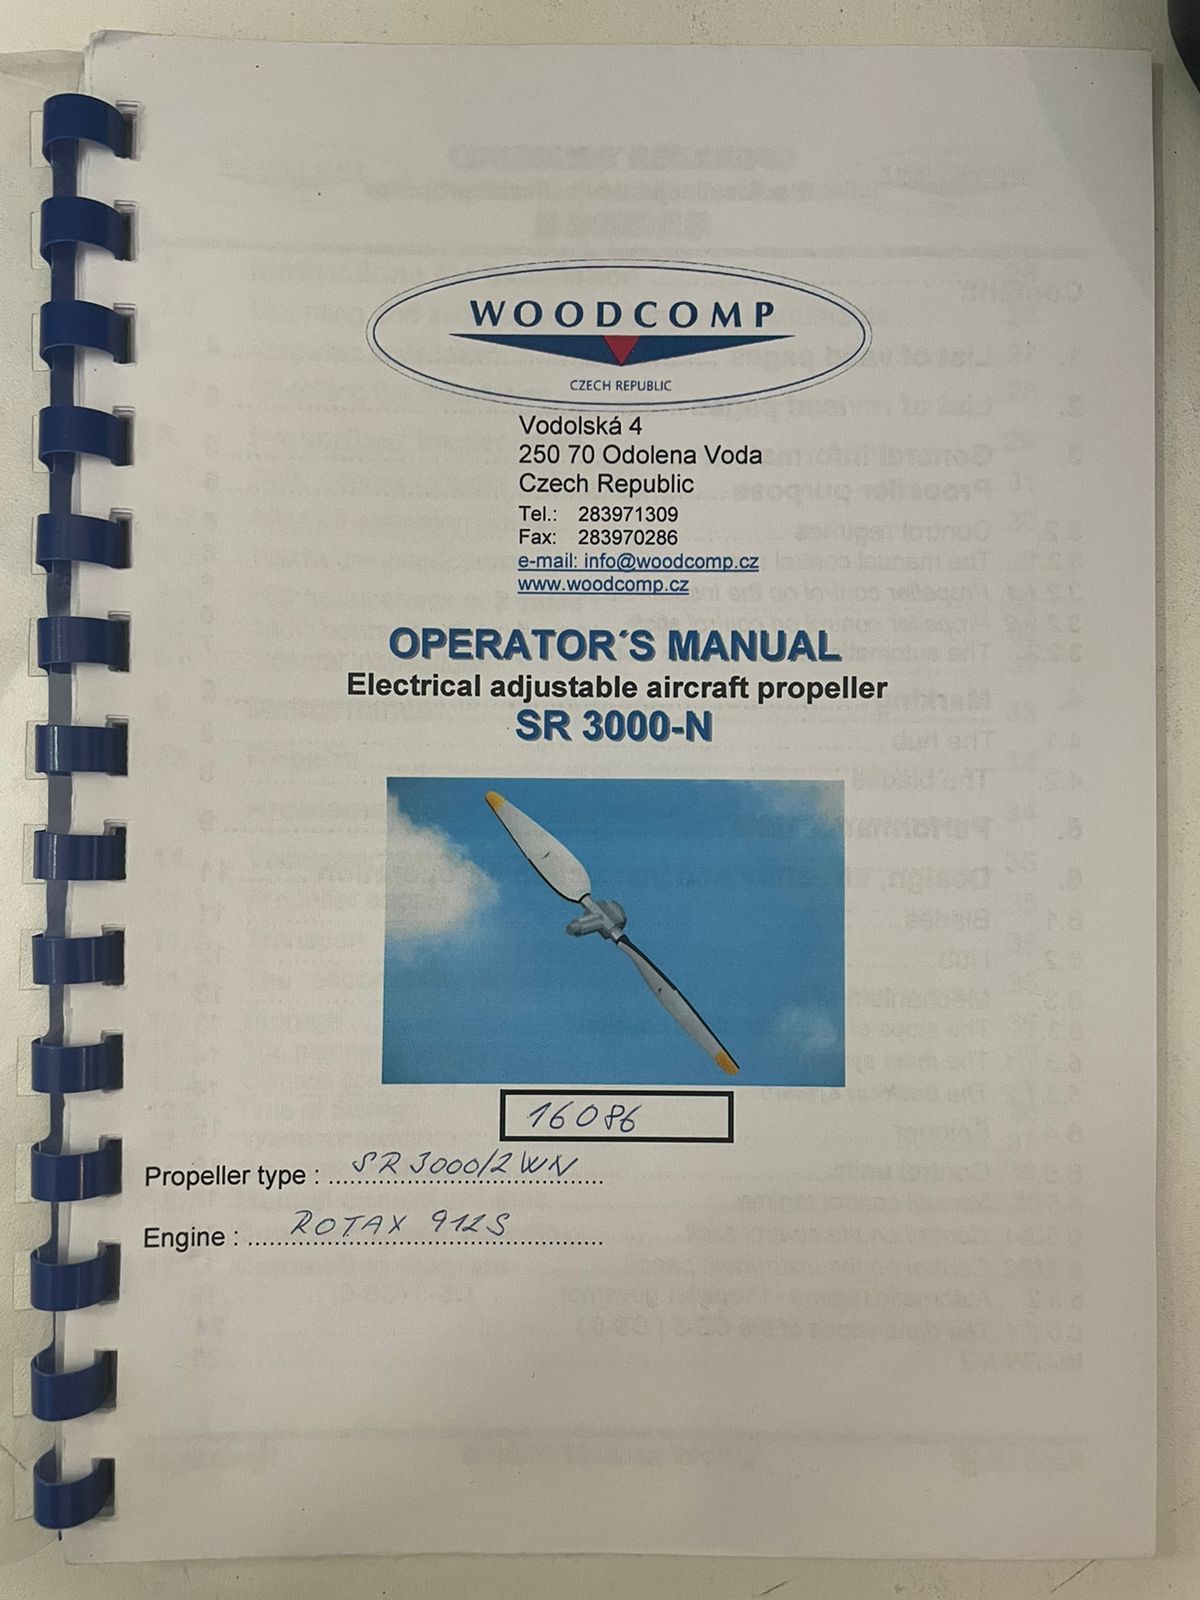 WOODCOMP
CZECH REPUBLIC
Vodolská 4
250 70 Odolena Voda
Czech Republic
Tel.: 283971309
Fax: 283970286
e-mail: info@woodcomp.cz
www.woodcomp.cz
OPERATOR´S MANUAL
Electrical adjustable aircraft propeller
SR 3000-N
16086
Propeller type : SR 3000/2 WN
Engine : ROTAX 912S